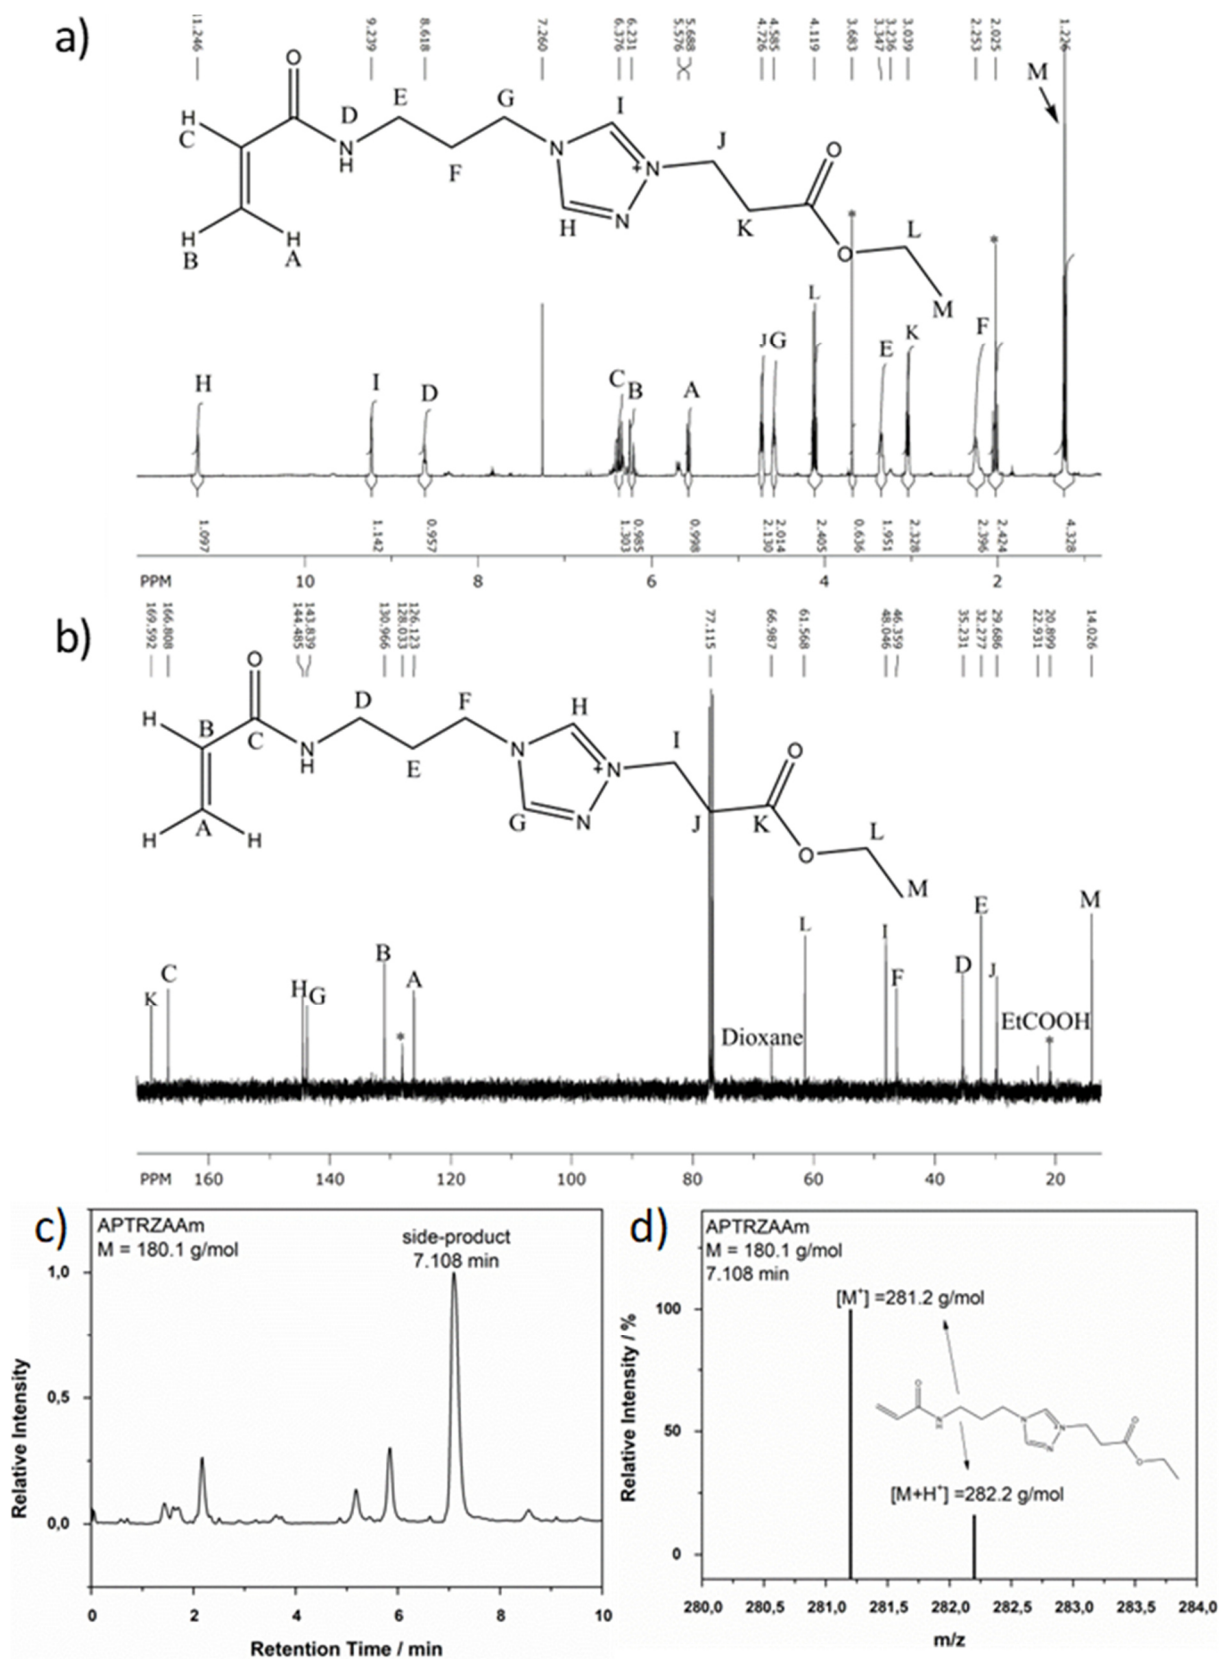 a)
11.246 9.239 8.618 7.260 6.376 6.231 5.688 5.576 4.726 4.585 4.119 3.683 3.347 3.236 3.039 2.253 2.025 1.226
M
O
H C D E G I
N H F N + N J O
B H A H H N K O L M
* *
H I D C B A J G L E K F
1.097 1.142 0.957 1.303 0.985 0.998 2.130 2.014 2.405 0.636 1.951 2.328 2.396 2.424 4.328
PPM 10 8 6 4 2
b)
169.592 166.808 144.485 143.839 130.966 128.033 126.123 77.115 66.987 61.568 48.046 46.359 35.231 32.277 29.686 22.931 20.899 14.026
O
H B C N H D E F N H + N I O
H A H G N J K O L M
K C H G B * A Dioxane L I F D E J EtCOOH * M
PPM 160 140 120 100 80 60 40 20
c)
APTRZAAm
M = 180.1 g/mol
side-product
7.108 min
1,0
0,5
0,0
Relative Intensity
0 2 4 6 8 10
Retention Time / min
d)
APTRZAAm
M = 180.1 g/mol
7.108 min
[M⁺] =281.2 g/mol
O N H N N + N O O
[M+H⁺] =282.2 g/mol
100
50
0
Relative Intensity / %
280,0 280,5 281,0 281,5 282,0 282,5 283,0 283,5 284,0
m/z